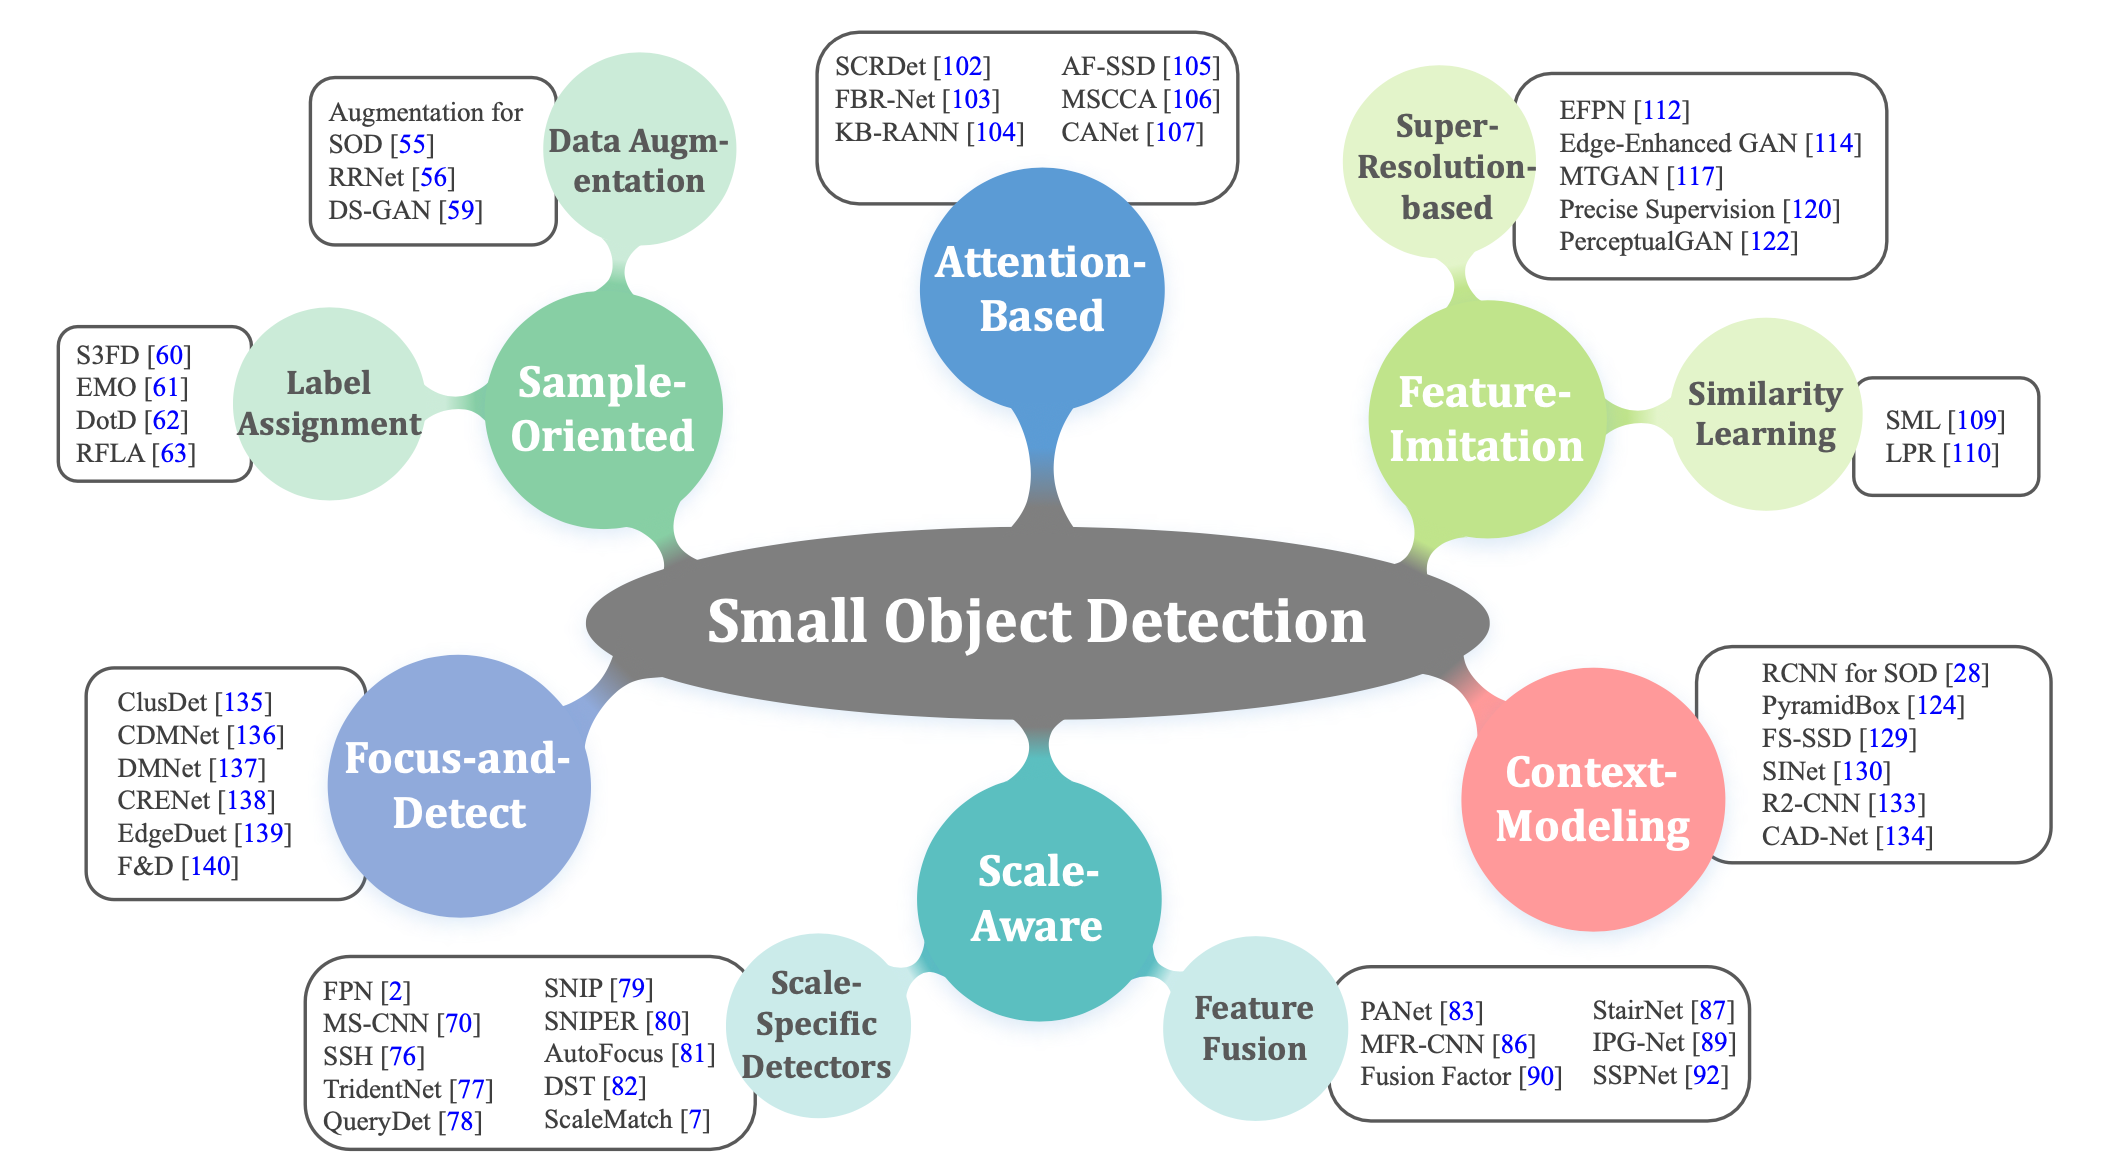 Small Object Detection
Sample-
Oriented
Data Augm-
entation
Augmentation for
SOD [55]
RRNet [56]
DS-GAN [59]
Label
Assignment
S3FD [60]
EMO [61]
DotD [62]
RFLA [63]
Attention-
Based
SCRDet [102]
FBR-Net [103]
KB-RANN [104]
AF-SSD [105]
MSCCA [106]
CANet [107]
Feature-
Imitation
Super-
Resolution-
based
EFPN [112]
Edge-Enhanced GAN [114]
MTGAN [117]
Precise Supervision [120]
PerceptualGAN [122]
Similarity
Learning
SML [109]
LPR [110]
Focus-and-
Detect
ClusDet [135]
CDMNet [136]
DMNet [137]
CRENet [138]
EdgeDuet [139]
F&D [140]
Scale-
Aware
Scale-
Specific
Detectors
FPN [2]
MS-CNN [70]
SSH [76]
TridentNet [77]
QueryDet [78]
SNIP [79]
SNIPER [80]
AutoFocus [81]
DST [82]
ScaleMatch [7]
Feature
Fusion
PANet [83]
MFR-CNN [86]
Fusion Factor [90]
StairNet [87]
IPG-Net [89]
SSPNet [92]
Context-
Modeling
RCNN for SOD [28]
PyramidBox [124]
FS-SSD [129]
SINet [130]
R2-CNN [133]
CAD-Net [134]